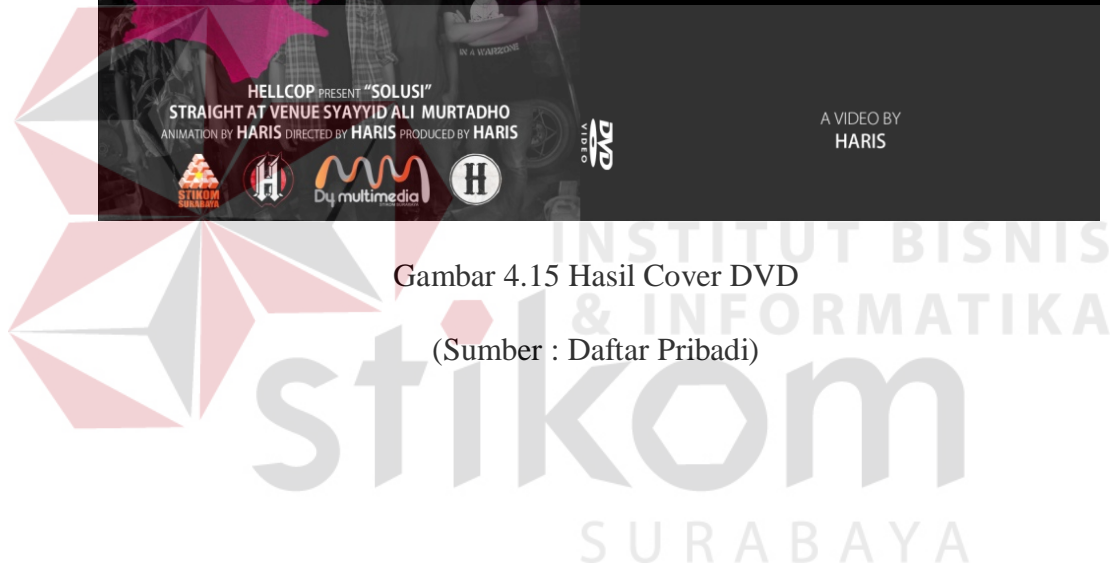 IN A WARZONE
HELLCOP PRESENT “SOLUSI”
STRAIGHT AT VENUE SYAYYID ALI MURTADHO
ANIMATION BY HARIS DIRECTED BY HARIS PRODUCED BY HARIS
STIKOM
SURABAYA
H
Dy multimedia
STIKOM SURABAYA
H
DVD
VIDEO
A VIDEO BY
HARIS
INSTITUT BISNIS
& INFORMATIKA
stikom
SURABAYA
Gambar 4.15 Hasil Cover DVD
(Sumber : Daftar Pribadi)